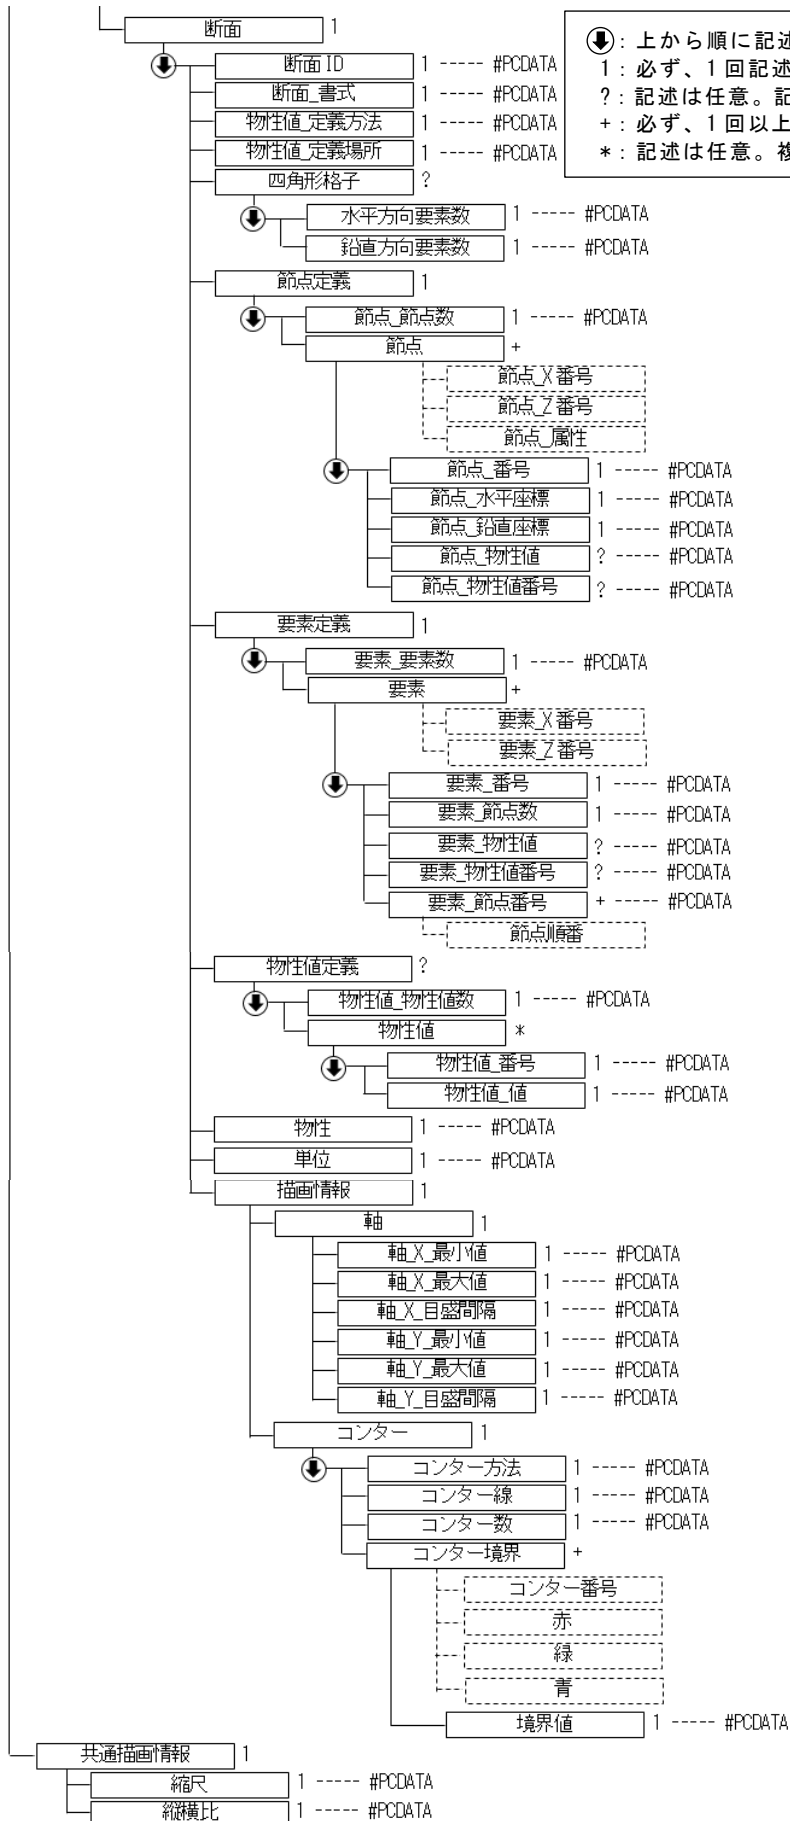 断面 1
: 上から順に記述
1 : 必ず、1回記述
? : 記述は任意。記
+ : 必ず、1回以上
* : 記述は任意。複
断面ID 1 ----- #PCDATA
断面_書式 1 ----- #PCDATA
物性値_定義方法 1 ----- #PCDATA
物性値_定義場所 1 ----- #PCDATA
四角形格子 ?
水平方向要素数 1 ----- #PCDATA
鉛直方向要素数 1 ----- #PCDATA
節点定義 1
節点_節点数 1 ----- #PCDATA
節点 +
節点_X番号
節点_Z番号
節点_属性
節点_番号 1 ----- #PCDATA
節点_水平座標 1 ----- #PCDATA
節点_鉛直座標 1 ----- #PCDATA
節点_物性値 ? ----- #PCDATA
節点_物性値番号 ? ----- #PCDATA
要素定義 1
要素_要素数 1 ----- #PCDATA
要素 +
要素_X番号
要素_Z番号
要素_番号 1 ----- #PCDATA
要素_節点数 1 ----- #PCDATA
要素_物性値 ? ----- #PCDATA
要素_物性値番号 ? ----- #PCDATA
要素_節点番号 + ----- #PCDATA
節点順番
物性値定義 ?
物性値_物性値数 1 ----- #PCDATA
物性値 *
物性値_番号 1 ----- #PCDATA
物性値_値 1 ----- #PCDATA
物性 1 ----- #PCDATA
単位 1 ----- #PCDATA
描画情報 1
軸 1
軸_X_最小値 1 ----- #PCDATA
軸_X_最大値 1 ----- #PCDATA
軸_X_目盛間隔 1 ----- #PCDATA
軸_Y_最小値 1 ----- #PCDATA
軸_Y_最大値 1 ----- #PCDATA
軸_Y_目盛間隔 1 ----- #PCDATA
コンター 1
コンター方法 1 ----- #PCDATA
コンター線 1 ----- #PCDATA
コンター数 1 ----- #PCDATA
コンター境界 +
コンター番号
赤
緑
青
境界値 1 ----- #PCDATA
共通描画情報 1
縮尺 1 ----- #PCDATA
縦横比 1 ----- #PCDATA